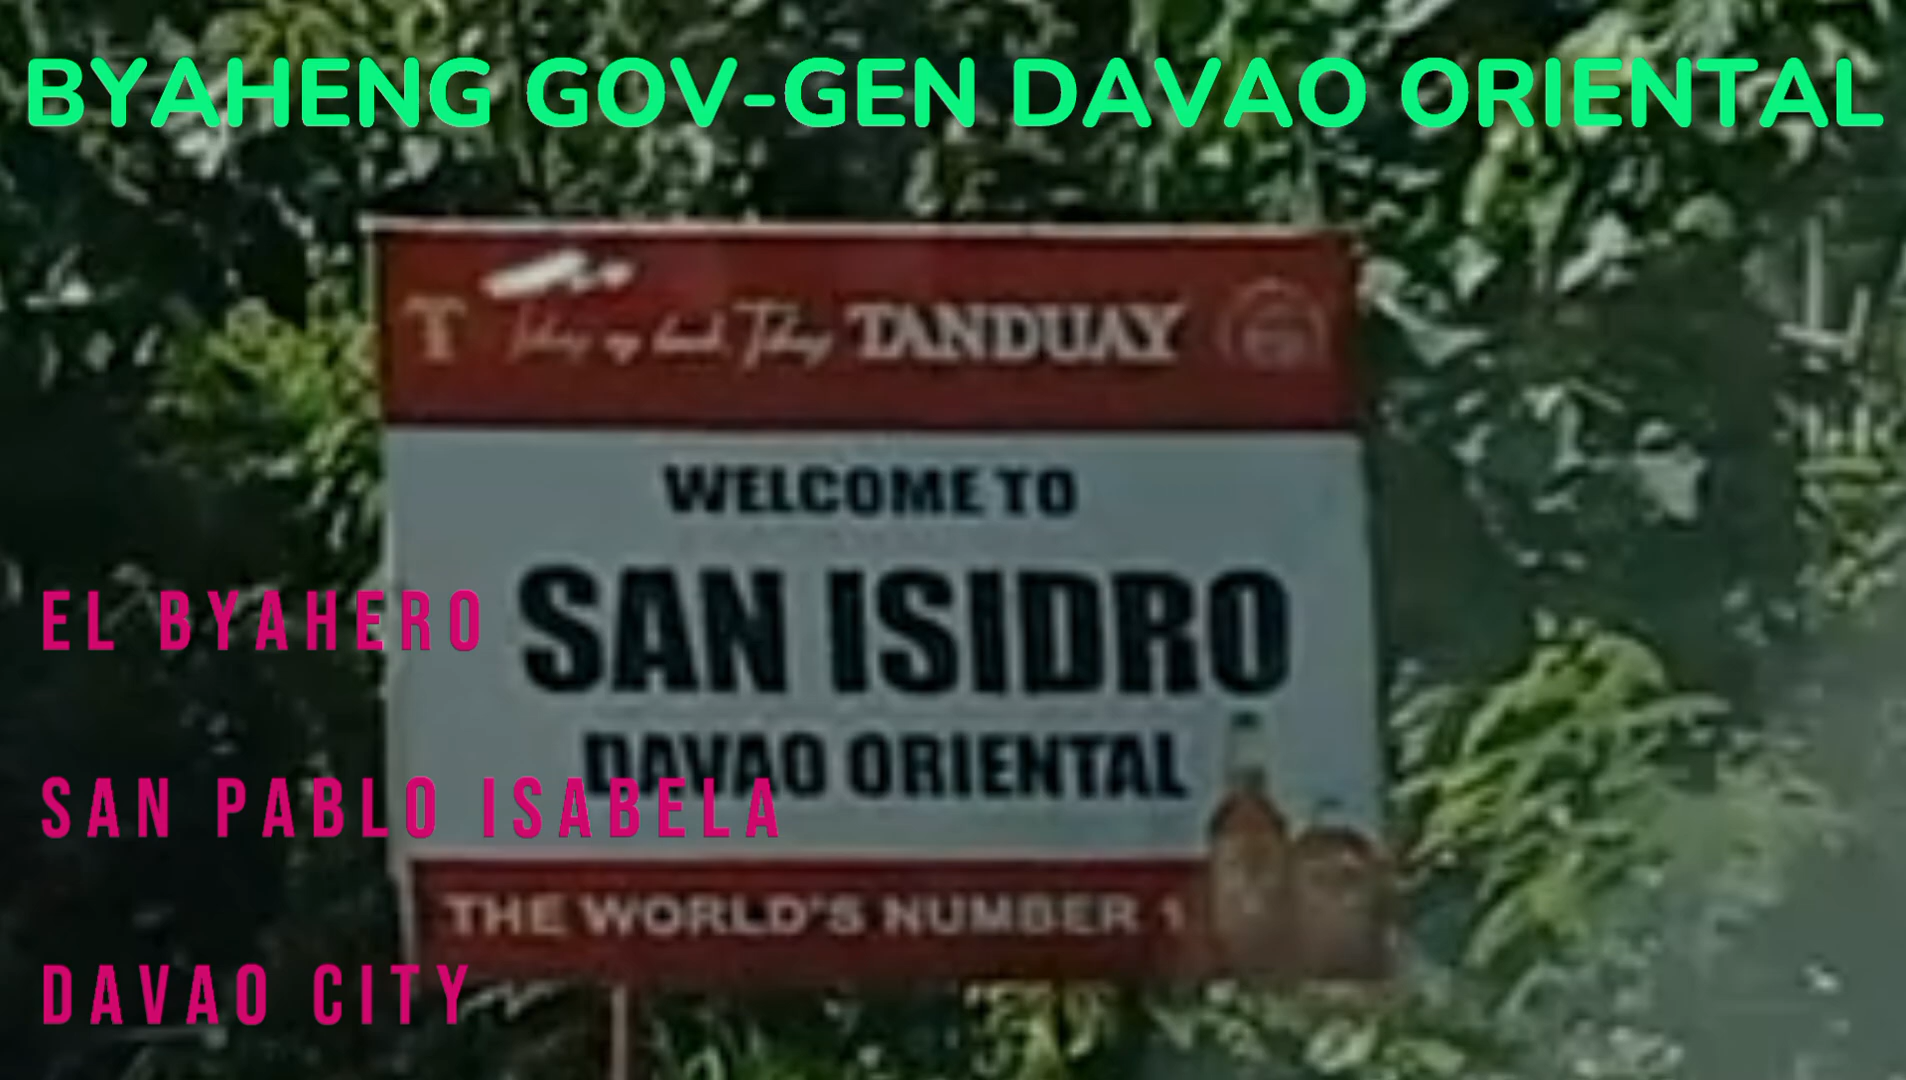 BYAHENG GOV-GEN DAVAO ORIENTAL
T TANDUAY
WELCOME TO
SAN ISIDRO
DAVAO ORIENTAL
THE WORLD'S NUMBER 1
EL BYAHERO
SAN PABLO ISABELA
DAVAO CITY